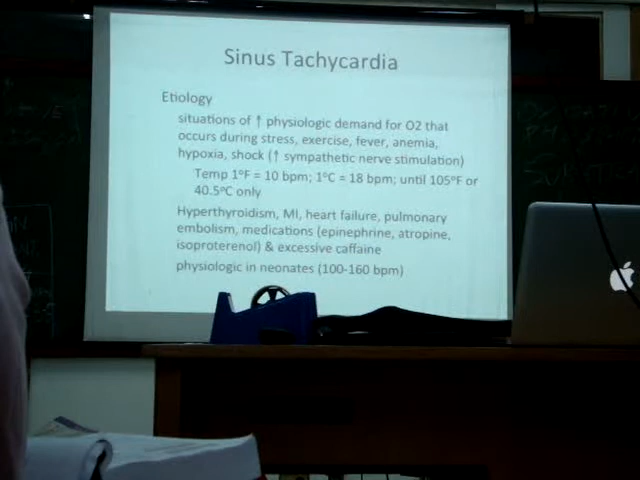 Sinus Tachycardia
Etiology
situations of ↑ physiologic demand for O2 that
occurs during stress, exercise, fever, anemia,
hypoxia, shock (↑ sympathetic nerve stimulation)
Temp 1°F = 10 bpm; 1°C = 18 bpm; until 105°F or
40.5°C only
Hyperthyroidism, MI, heart failure, pulmonary
embolism, medications (epinephrine, atropine,
isoproterenol) & excessive caffaine
physiologic in neonates (100-160 bpm)